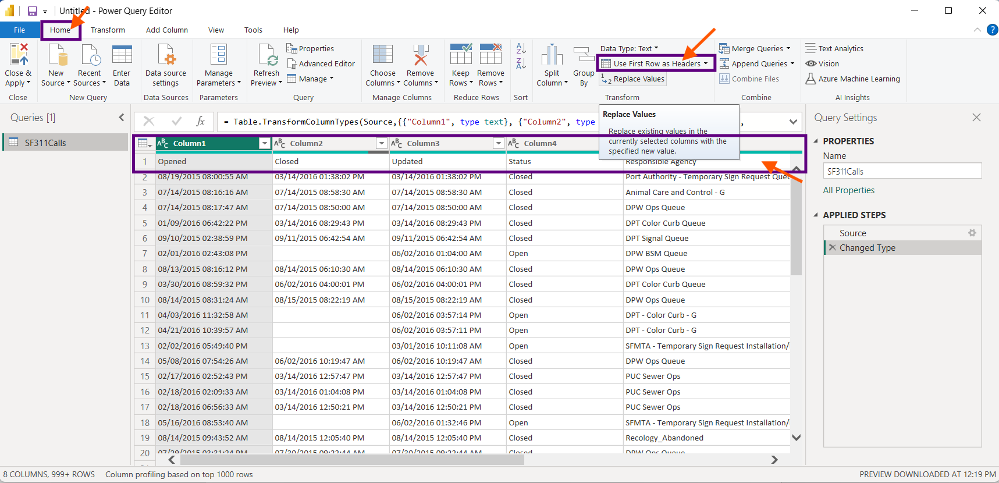 Untitled - Power Query Editor
File Home Transform Add Column View Tools Help
Close & Apply
New Source
Recent Sources
Enter Data
Data source settings
Manage Parameters
Refresh Preview
Properties
Advanced Editor
Manage
Choose Columns
Remove Columns
Keep Rows
Remove Rows
Split Column
Group By
Data Type: Text
Use First Row as Headers
Replace Values
Merge Queries
Append Queries
Combine Files
Text Analytics
Vision
Azure Machine Learning
Close New Query Data Sources Parameters Query Manage Columns Reduce Rows Sort Transform Combine AI Insights
Queries [1]
SF311Calls
fx = Table.TransformColumnTypes(Source,{{"Column1", type text}, {"Column2", type
Replace Values
Replace existing values in the
currently selected columns with the
specified new value.
Column1 Column2 Column3 Column4
1 Opened Closed Updated Status Responsible Agency
2 08/19/2015 08:00:55 AM 03/14/2016 01:38:02 PM 03/14/2016 01:38:02 PM Closed Port Authority - Temporary Sign Request Que
3 07/14/2015 08:16:16 AM 07/14/2015 08:58:30 AM 07/14/2015 08:58:30 AM Closed Animal Care and Control - G
4 07/14/2015 08:17:47 AM 07/14/2015 08:50:00 AM 07/14/2015 08:50:00 AM Closed DPW Ops Queue
5 01/09/2016 06:42:22 PM 03/14/2016 08:29:43 PM 03/14/2016 08:29:43 PM Closed DPT Color Curb Queue
6 09/10/2015 02:38:59 PM 09/11/2015 06:42:54 AM 09/11/2015 06:42:54 AM Closed DPT Signal Queue
7 02/01/2016 02:43:08 PM 06/02/2016 01:04:00 AM Open DPW BSM Queue
8 08/13/2015 08:16:12 PM 08/14/2015 06:10:30 AM 08/14/2015 06:10:30 AM Closed DPW Ops Queue
9 03/30/2016 08:59:32 PM 06/02/2016 04:00:01 PM 06/02/2016 04:00:01 PM Closed DPT Color Curb Queue
10 08/14/2015 08:31:24 AM 08/15/2015 08:22:19 AM 08/15/2015 08:22:19 AM Closed DPW Ops Queue
11 04/03/2016 11:32:58 AM 06/02/2016 03:57:14 PM Open DPT - Color Curb - G
12 04/21/2016 10:39:57 AM 06/02/2016 03:57:11 PM Open DPT - Color Curb - G
13 02/02/2016 05:49:40 PM 03/01/2016 10:11:08 AM Open SFMTA - Temporary Sign Request Installation/
14 05/08/2016 07:54:26 AM 06/02/2016 10:19:47 AM 06/02/2016 10:19:47 AM Closed DPW Ops Queue
15 02/17/2016 02:52:43 PM 03/14/2016 12:57:47 PM 03/14/2016 12:57:47 PM Closed PUC Sewer Ops
16 02/18/2016 02:09:33 AM 03/14/2016 01:04:08 PM 03/14/2016 01:04:08 PM Closed PUC Sewer Ops
17 02/18/2016 06:56:33 AM 03/14/2016 12:50:21 PM 03/14/2016 12:50:21 PM Closed PUC Sewer Ops
18 05/16/2016 08:53:40 AM 06/02/2016 01:32:46 PM Open SFMTA - Temporary Sign Request Installation/
19 08/14/2015 09:43:52 AM 08/14/2015 12:05:40 PM 08/14/2015 12:05:40 PM Closed Recology_Abandoned
20 07/29/2015 03:31:24 PM 07/30/2015 09:22:44 AM 07/30/2015 09:22:44 AM Closed DPW Ops Queue
Query Settings
PROPERTIES
Name
SF311Calls
All Properties
APPLIED STEPS
Source
Changed Type
8 COLUMNS, 999+ ROWS Column profiling based on top 1000 rows PREVIEW DOWNLOADED AT 12:19 PM